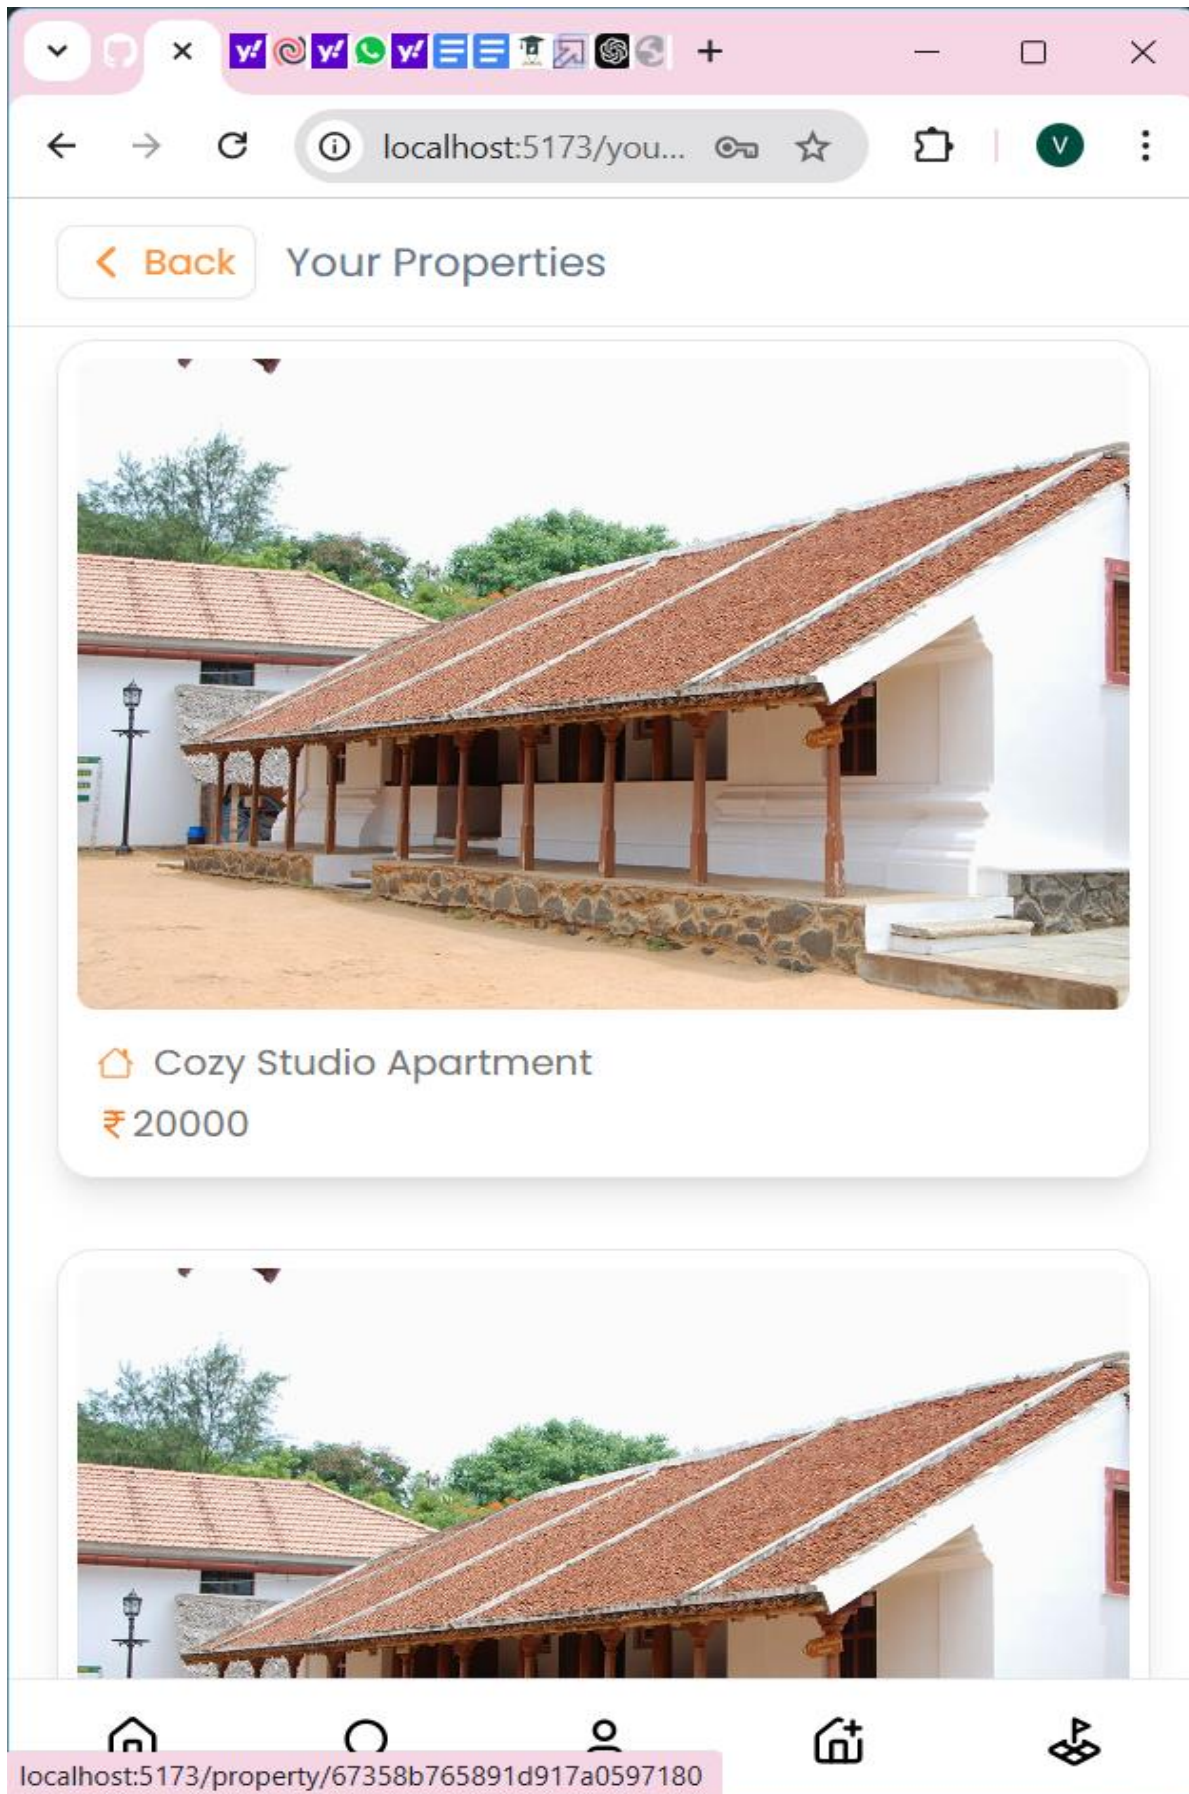 y! y! y!
localhost:5173/you...
V
Back Your Properties
Cozy Studio Apartment
₹20000
localhost:5173/property/67358b765891d917a0597180